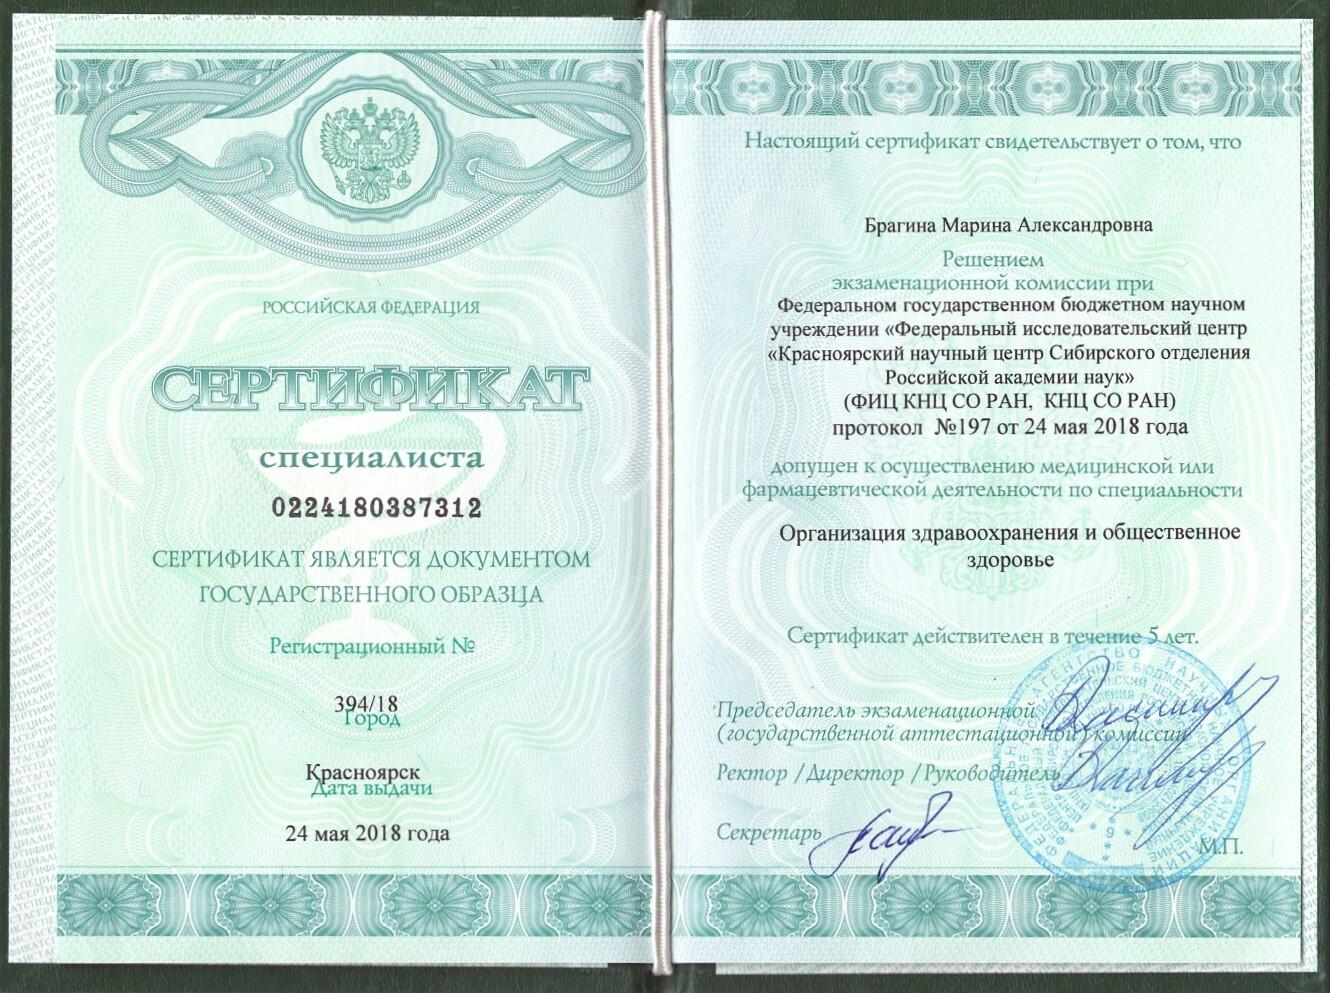 РОССИЙСКАЯ ФЕДЕРАЦИЯ
СЕРТИФИКАТ
специалиста
0224180387312
СЕРТИФИКАТ ЯВЛЯЕТСЯ ДОКУМЕНТОМ
ГОСУДАРСТВЕННОГО ОБРАЗЦА
Регистрационный №
394/18
Город
Красноярск
Дата выдачи
24 мая 2018 года
Настоящий сертификат свидетельствует о том, что
Брагина Марина Александровна
Решением
экзаменационной комиссии при
Федеральном государственном бюджетном научном
учреждении «Федеральный исследовательский центр
«Красноярский научный центр Сибирского отделения
Российской академии наук»
(ФИЦ КНЦ СО РАН, КНЦ СО РАН)
протокол №197 от 24 мая 2018 года
допущен к осуществлению медицинской или
фармацевтической деятельности по специальности
Организация здравоохранения и общественное
здоровье
Сертификат действителен в течение 5 лет.
Председатель экзаменационной
(государственной аттестационной) комиссии
Ректор /Директор /Руководитель
Секретарь
М.П.